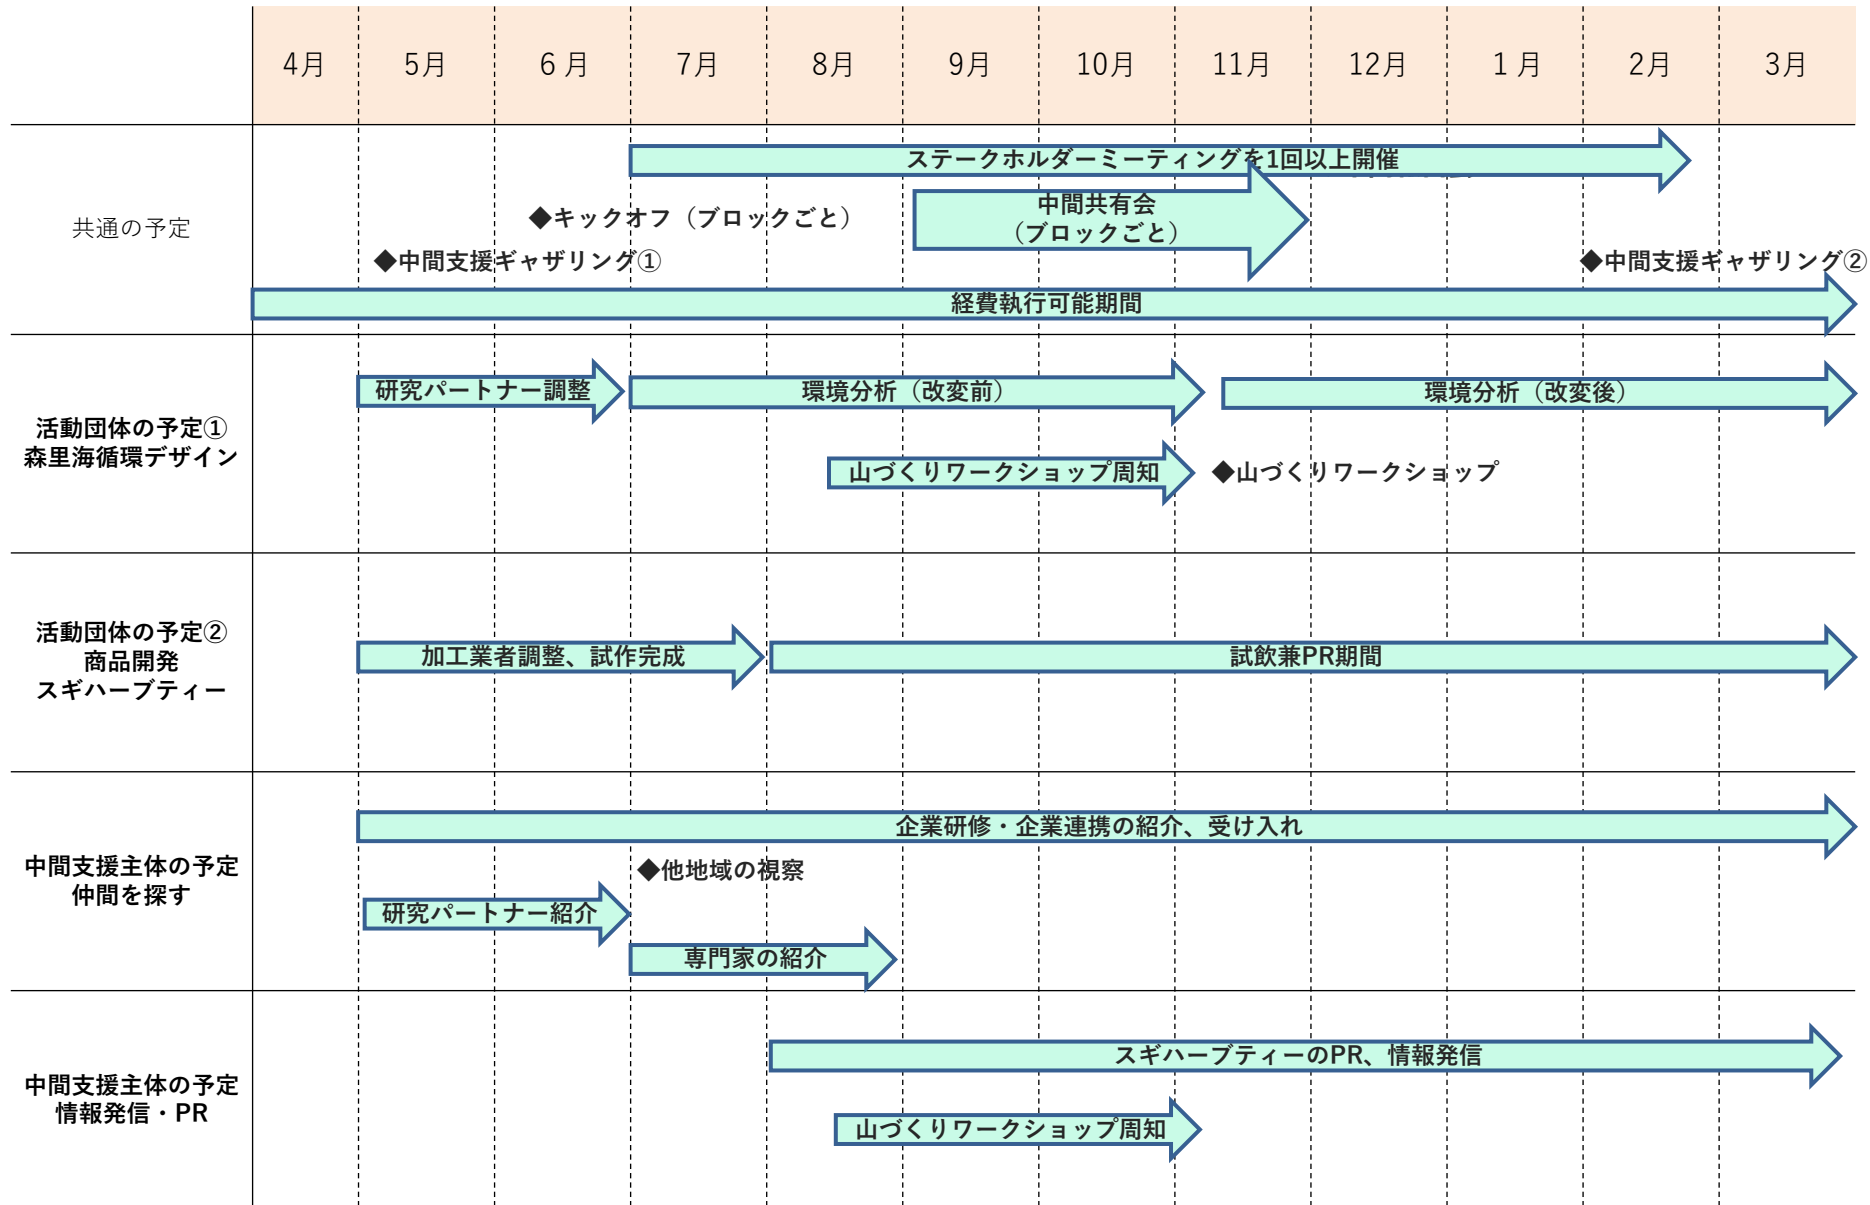 4月 5月 6月 7月 8月 9月 10月 11月 12月 1月 2月 3月
共通の予定
ステークホルダーミーティングを1回以上開催
中間共有会
（ブロックごと）
◆キックオフ（ブロックごと）
◆中間支援ギャザリング①
◆中間支援ギャザリング②
経費執行可能期間
活動団体の予定①
森里海循環デザイン
研究パートナー調整
環境分析（改変前）
環境分析（改変後）
山づくりワークショップ周知
◆山づくりワークショップ
活動団体の予定②
商品開発
スギハーブティー
加工業者調整、試作完成
試飲兼PR期間
中間支援主体の予定
仲間を探す
企業研修・企業連携の紹介、受け入れ
◆他地域の視察
研究パートナー紹介
専門家の紹介
中間支援主体の予定
情報発信・PR
スギハーブティーのPR、情報発信
山づくりワークショップ周知